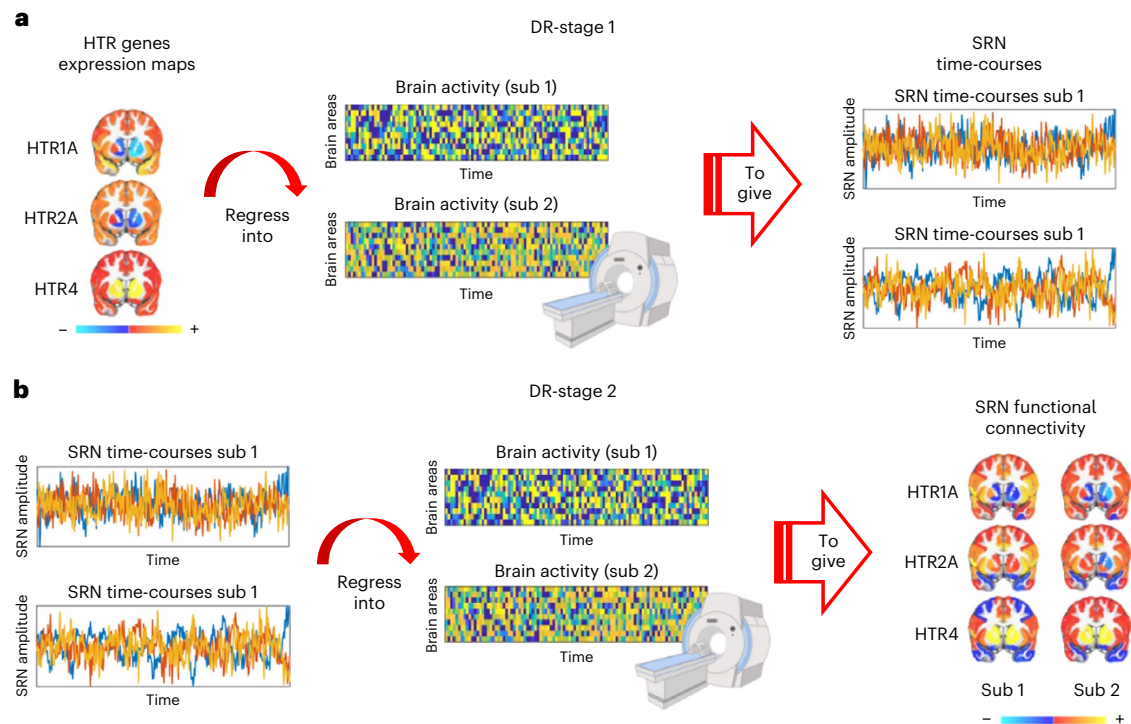 a
DR-stage 1
HTR genes
expression maps
HTR1A
HTR2A
HTR4
– +
Regress
into
Brain activity (sub 1)
Brain areas
Time
Brain activity (sub 2)
Brain areas
Time
To
give
SRN
time-courses
SRN time-courses sub 1
SRN amplitude
Time
SRN time-courses sub 1
SRN amplitude
Time
b
DR-stage 2
SRN time-courses sub 1
SRN amplitude
Time
SRN time-courses sub 1
SRN amplitude
Time
Regress
into
Brain activity (sub 1)
Brain areas
Time
Brain activity (sub 2)
Brain areas
Time
To
give
SRN functional
connectivity
HTR1A
HTR2A
HTR4
Sub 1 Sub 2
– +